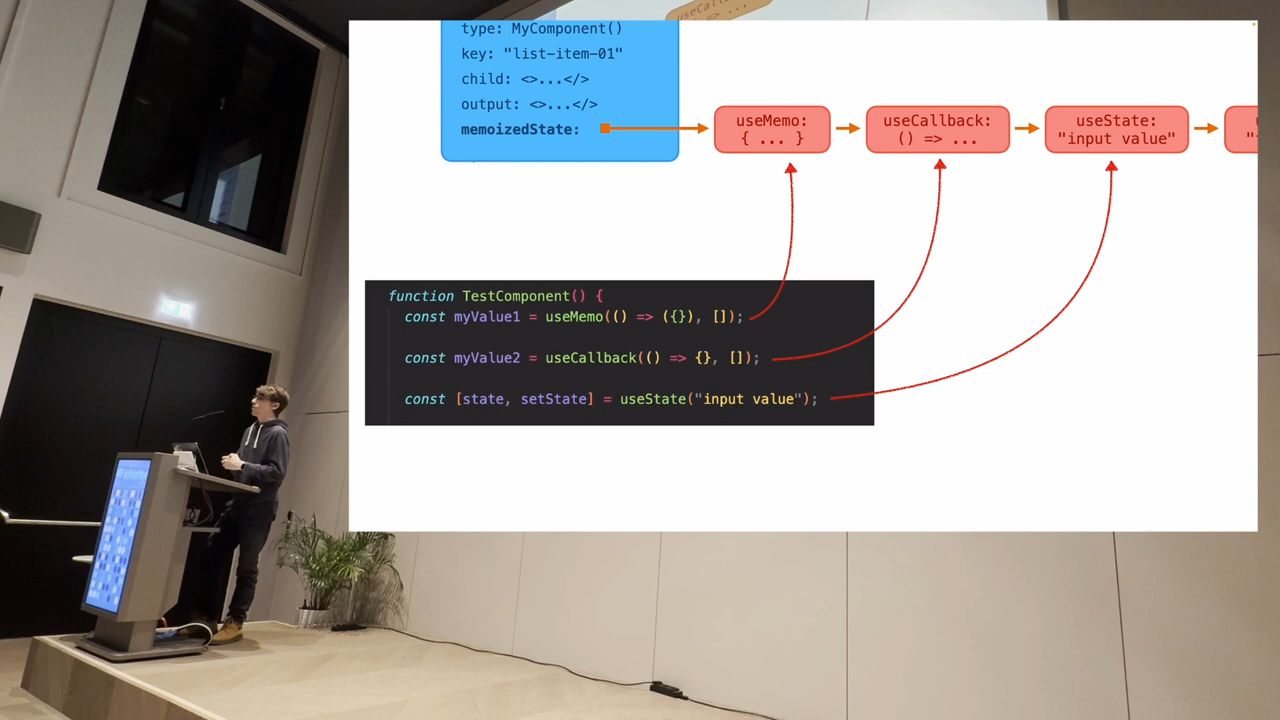 useCallb
() => ...
type: MyComponent()
key: "list-item-01"
child: <>...</>
output: <>...</>
memoizedState:
useMemo:
{ ... }
useCallback:
() => ...
useState:
"input value"
function TestComponent() {
const myValue1 = useMemo(() => ({}), []);
const myValue2 = useCallback(() => {}, []);
const [state, setState] = useState("input value");